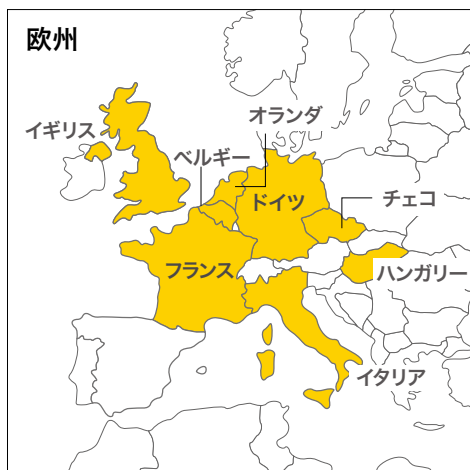 欧州
オランダ
イギリス
ベルギー
ドイツ
チェコ
フランス
ハンガリー
イタリア